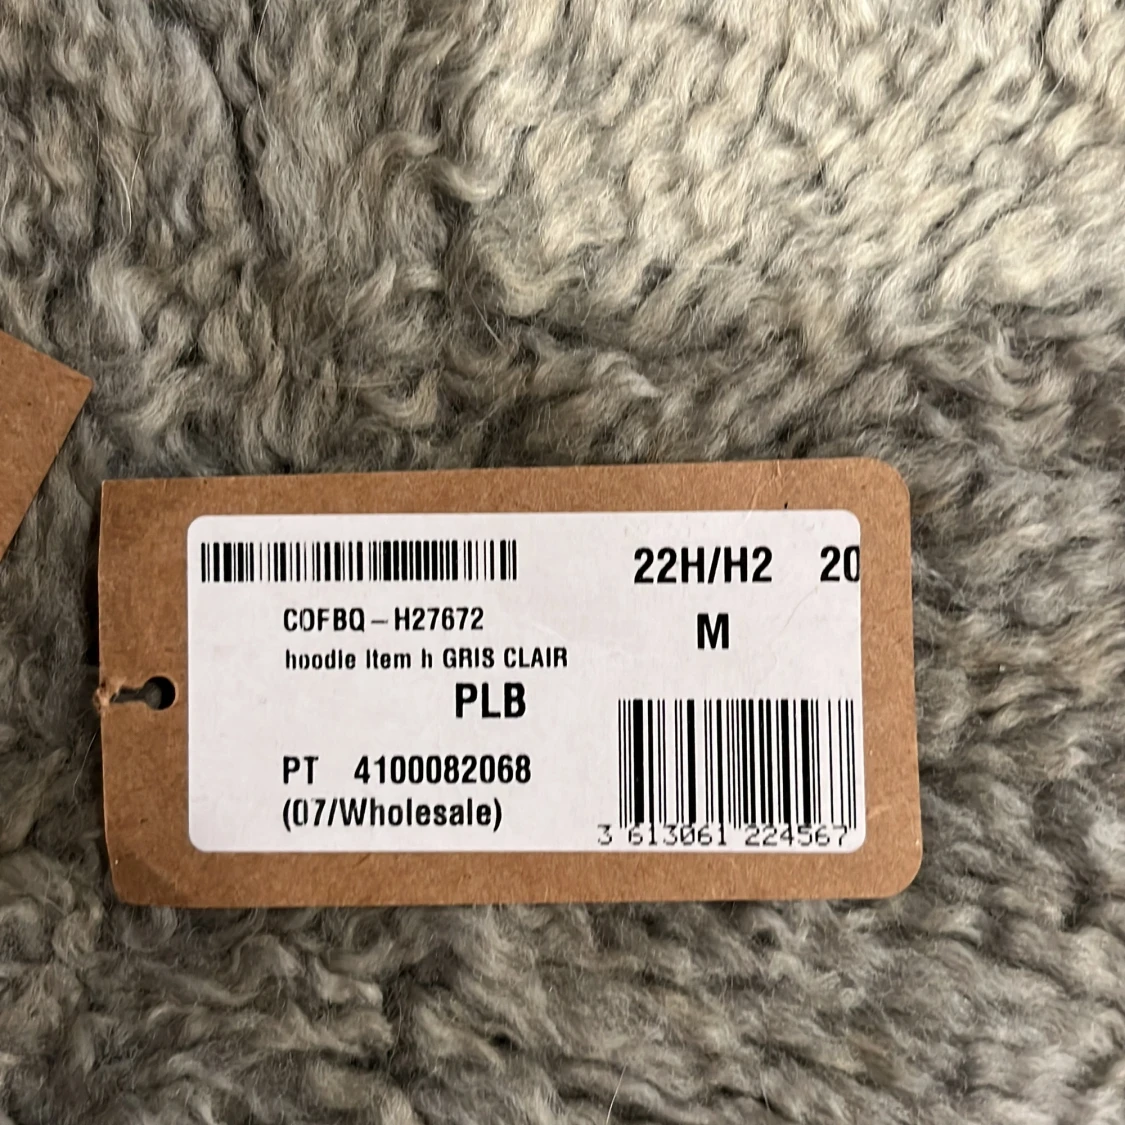 22H/H2 20
COFBQ – H27672
M
hoodie Item h GRIS CLAIR
PLB
PT 4100082068
(07/Wholesale)
3 613061 224567